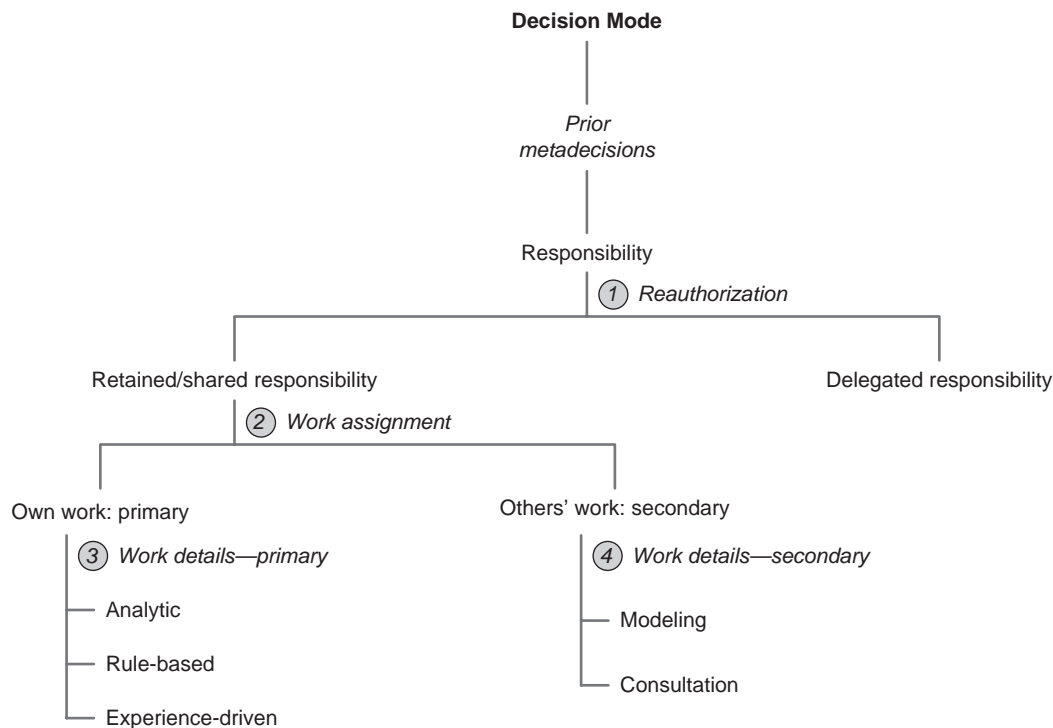 Decision Mode
Prior
metadecisions
Responsibility
1 Reauthorization
Retained/shared responsibility
Delegated responsibility
2 Work assignment
Own work: primary
Others’ work: secondary
3 Work details—primary
4 Work details—secondary
Analytic
Modeling
Rule-based
Consultation
Experience-driven